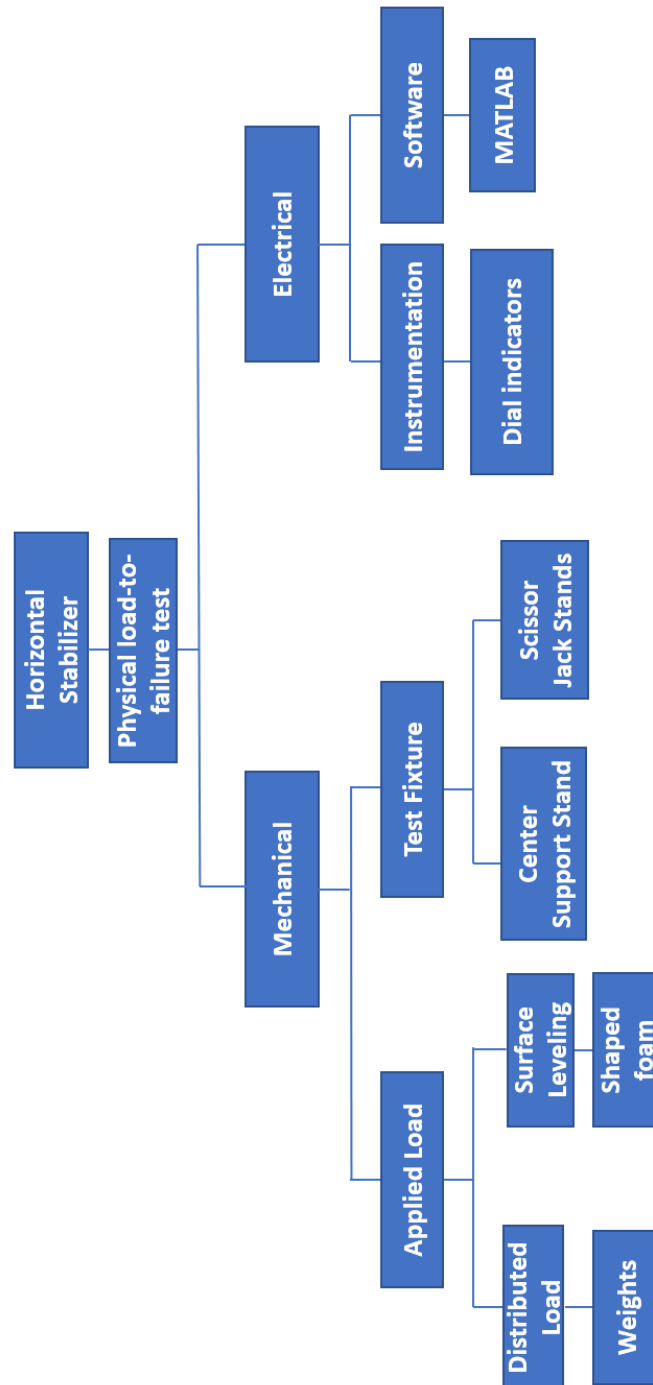 Horizontal
Stabilizer
Physical load-to-
failure test
Mechanical
Electrical
Applied Load
Test Fixture
Instrumentation
Software
Distributed
Load
Surface
Leveling
Center
Support Stand
Scissor
Jack Stands
Dial indicators
MATLAB
Weights
Shaped
foam